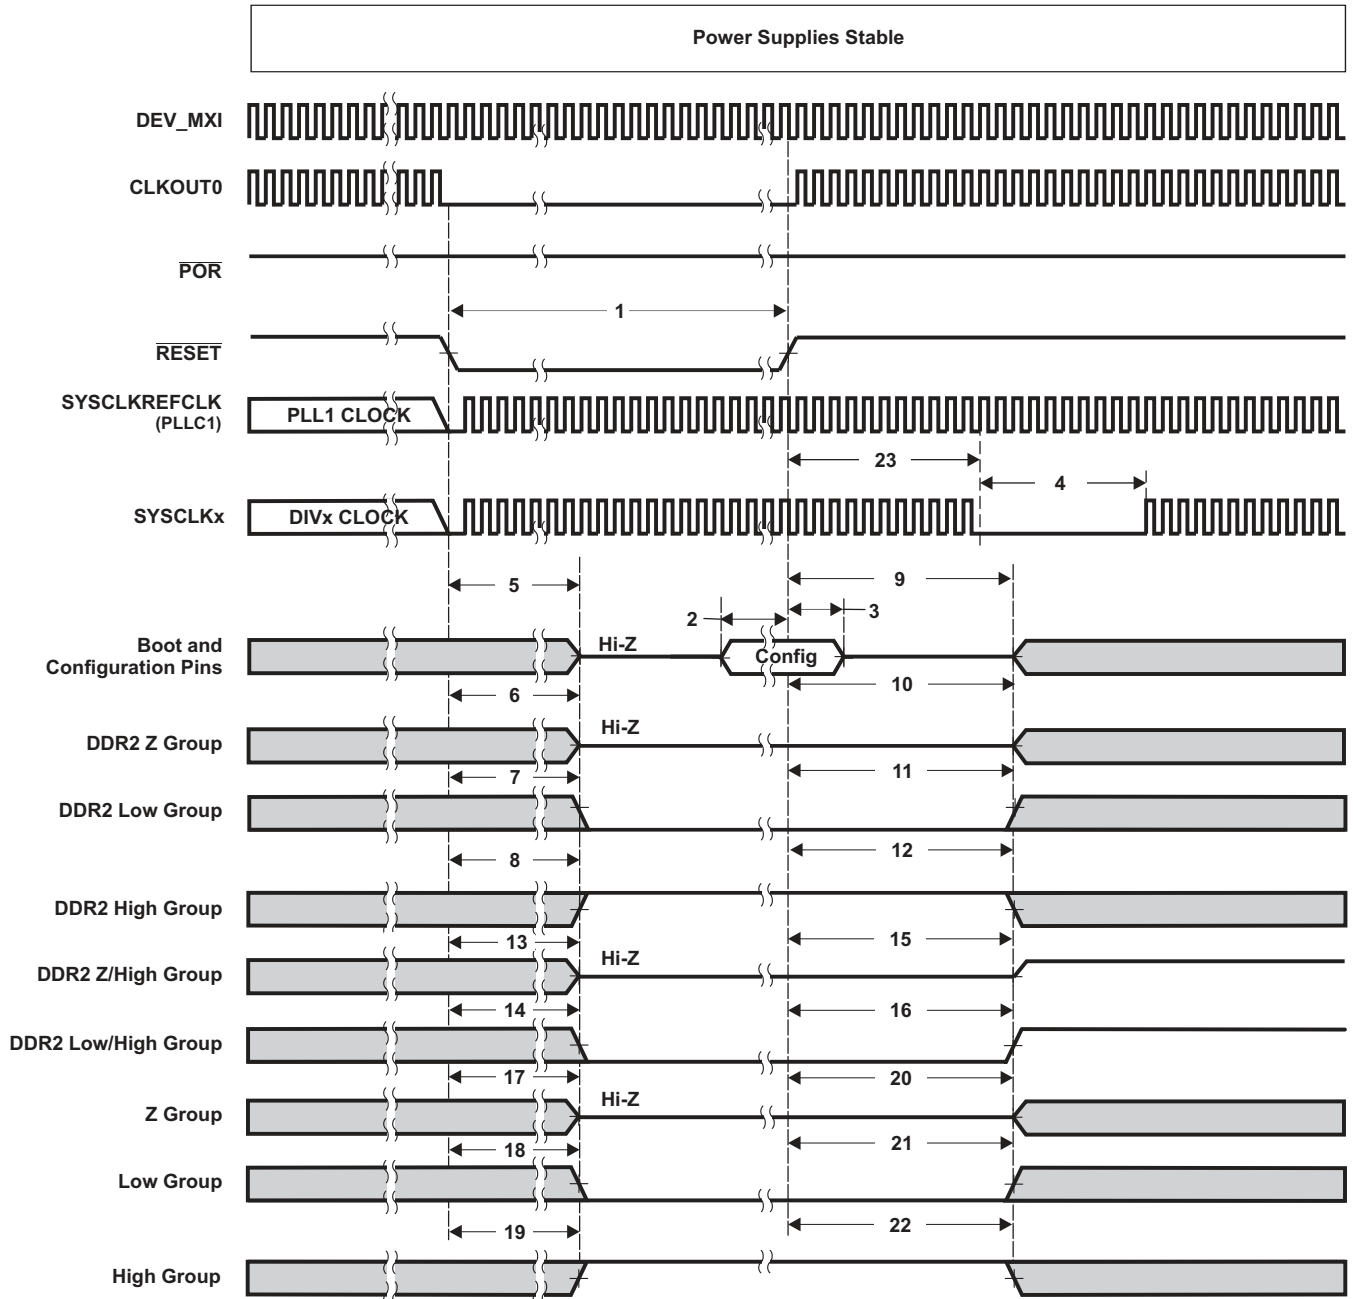 Power Supplies Stable
DEV_MXI
CLKOUT0
POR
1
RESET
SYSCLKREFCLK
(PLLC1)
PLL1 CLOCK
23
4
SYSCLKx
DIVx CLOCK
5
9
2
3
Boot and
Configuration Pins
Hi-Z
Config
6
10
DDR2 Z Group
Hi-Z
7
11
DDR2 Low Group
8
12
DDR2 High Group
13
15
DDR2 Z/High Group
Hi-Z
14
16
DDR2 Low/High Group
17
20
Z Group
Hi-Z
18
21
Low Group
19
22
High Group